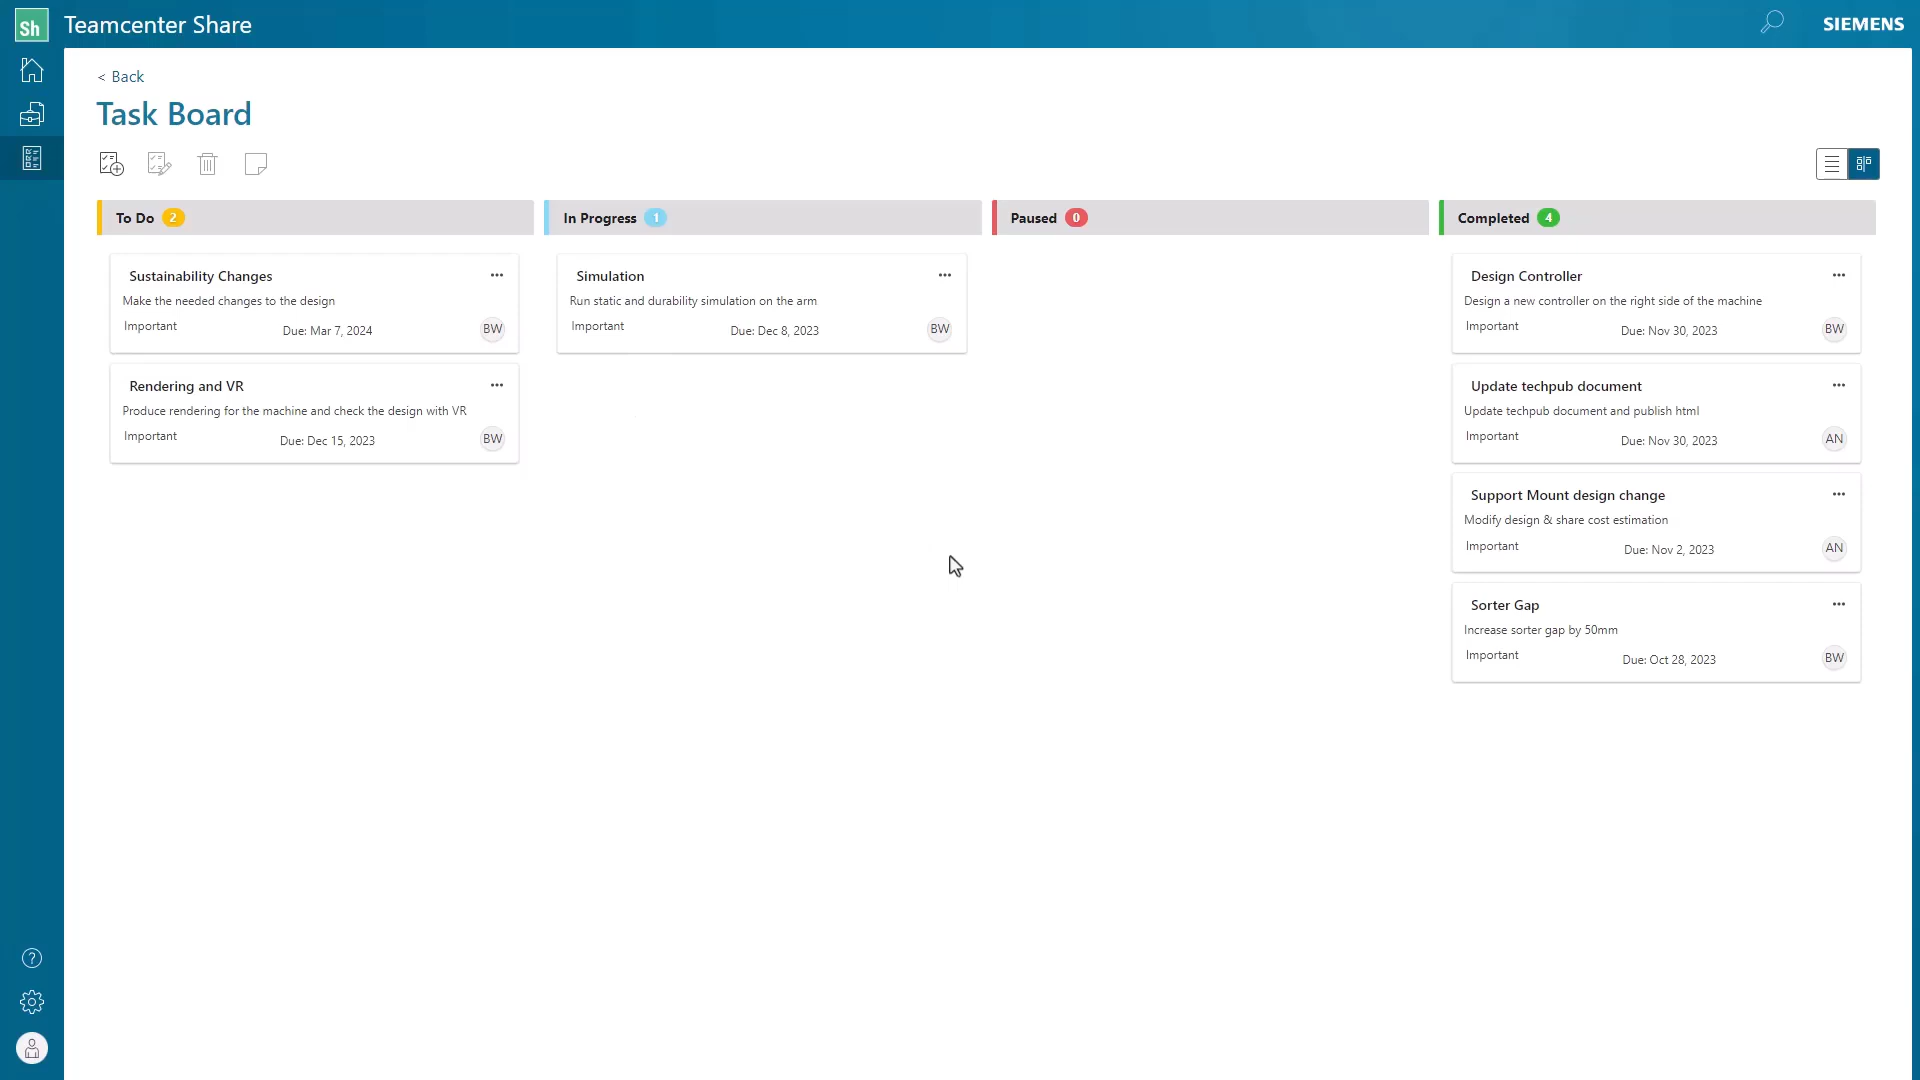 Sh Teamcenter Share
SIEMENS
< Back
Task Board
To Do 2
Sustainability Changes
Make the needed changes to the design
Important
Due: Mar 7, 2024
BW
Rendering and VR
Produce rendering for the machine and check the design with VR
Important
Due: Dec 15, 2023
BW
In Progress 1
Simulation
Run static and durability simulation on the arm
Important
Due: Dec 8, 2023
BW
Paused 0
Completed 4
Design Controller
Design a new controller on the right side of the machine
Important
Due: Nov 30, 2023
BW
Update techpub document
Update techpub document and publish html
Important
Due: Nov 30, 2023
AN
Support Mount design change
Modify design & share cost estimation
Important
Due: Nov 2, 2023
AN
Sorter Gap
Increase sorter gap by 50mm
Important
Due: Oct 28, 2023
BW